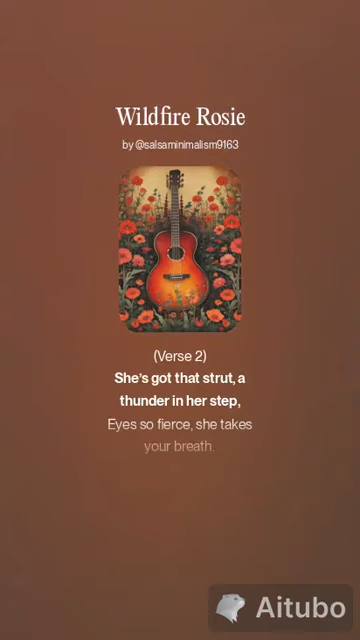 Wildfire Rosie
by @salsaminimalism9163
(Verse 2)
She's got that strut, a
thunder in her step,
Eyes so fierce, she takes
your breath.
Aitubo